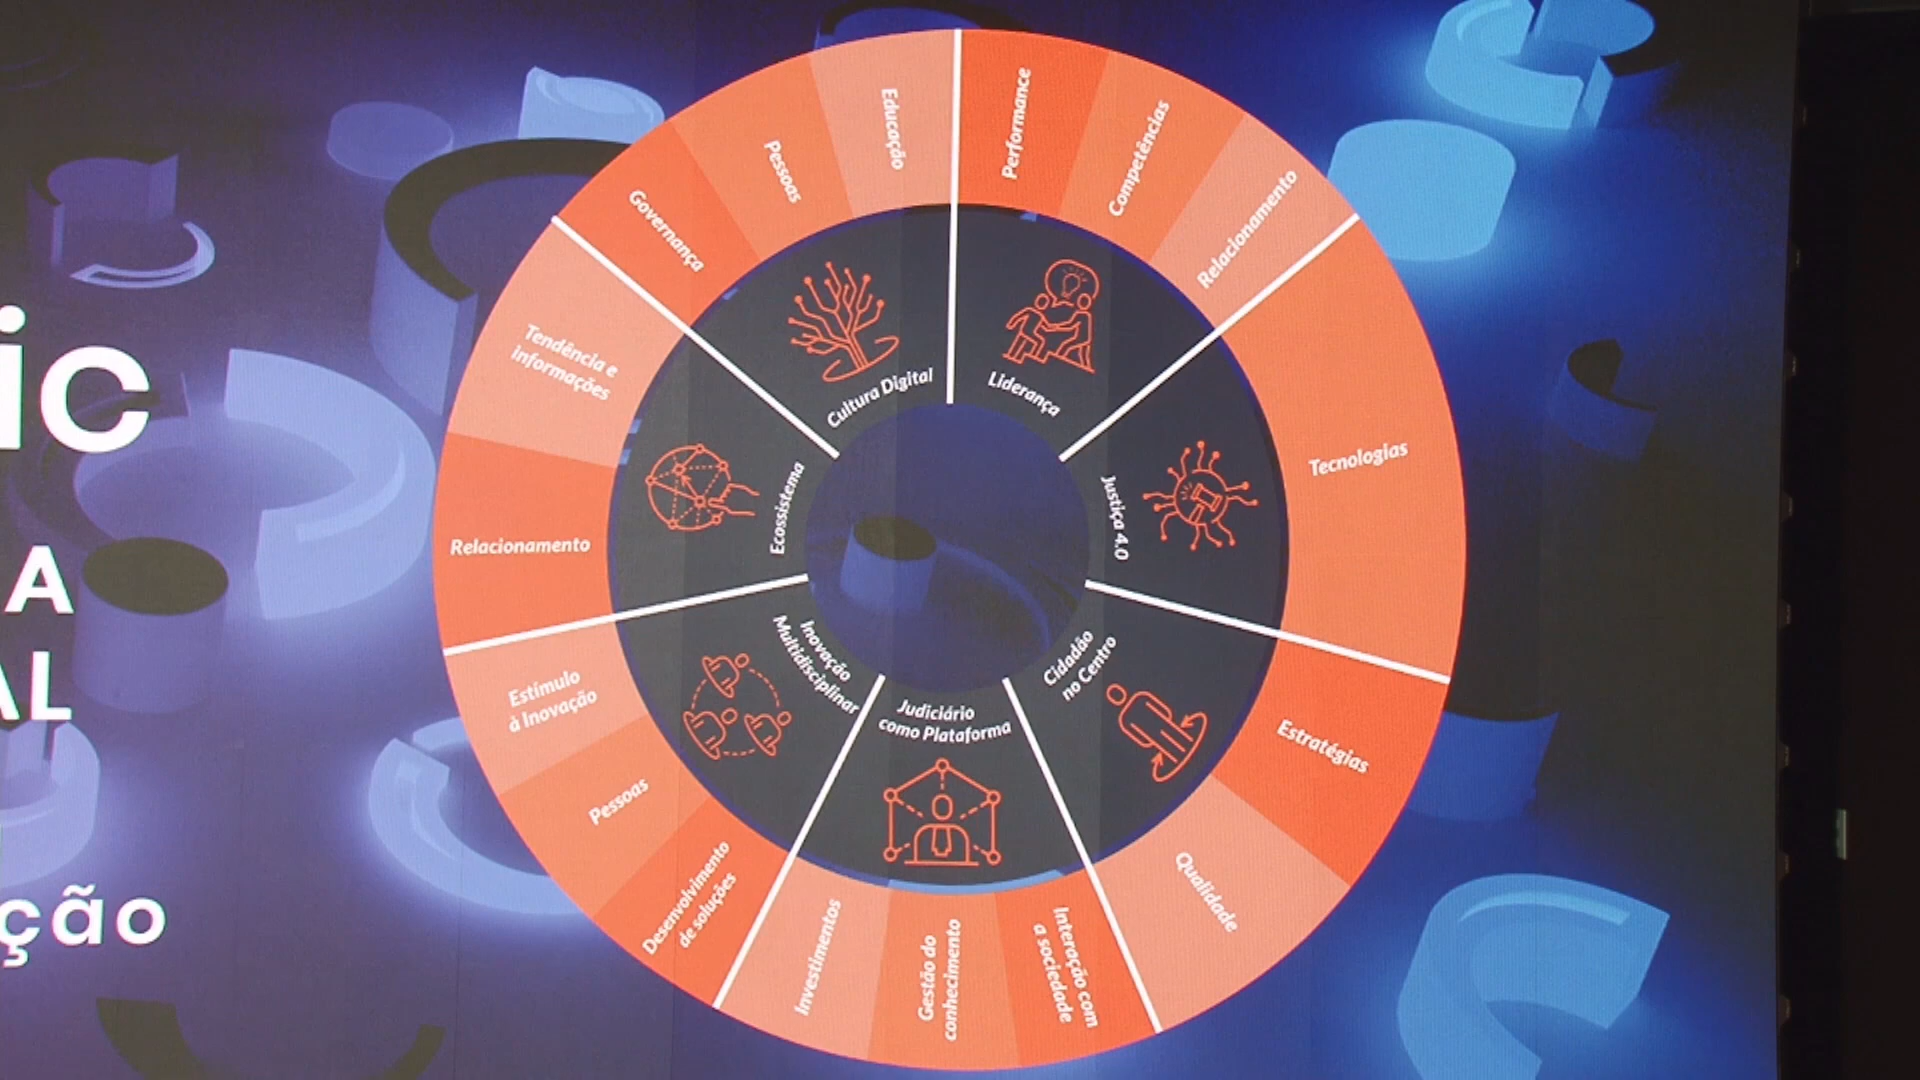 ic
A
AL
ção
Performance
Competências
Relacionamento
Liderança
Tecnologias
Justiça 4.0
Estratégias
Qualidade
Cidadão
no Centro
Interação com
a sociedade
Gestão do
conhecimento
Investimentos
Judiciário
como Plataforma
Desenvolvimento
de soluções
Pessoas
Estímulo
à Inovação
Inovação
Multidisciplinar
Relacionamento
Tendência e
informações
Ecossistema
Governança
Pessoas
Educação
Cultura Digital